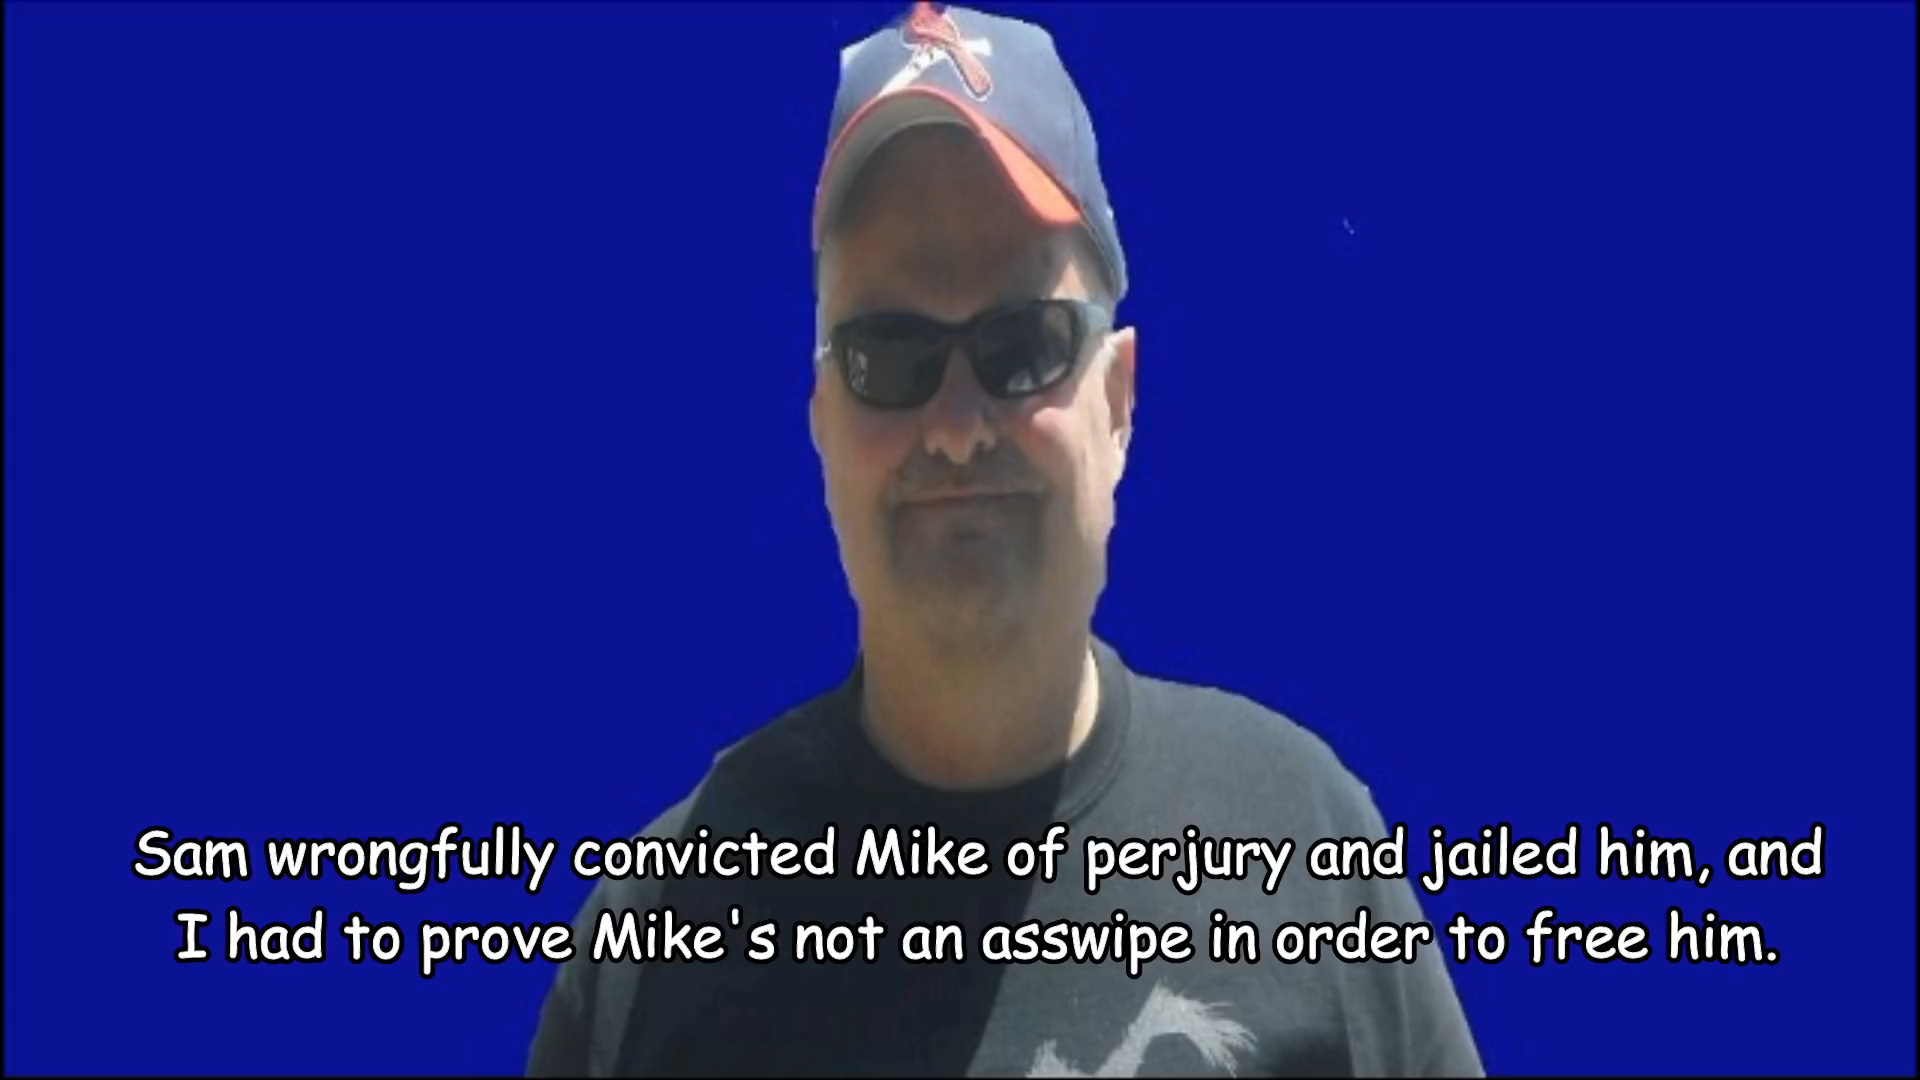 Sam wrongfully convicted Mike of perjury and jailed him, and
I had to prove Mike's not an asswipe in order to free him.